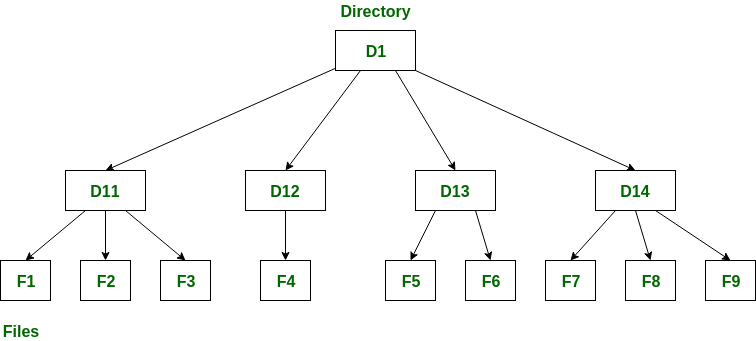 Directory
D1
D11 D12 D13 D14
F1 F2 F3 F4 F5 F6 F7 F8 F9
Files